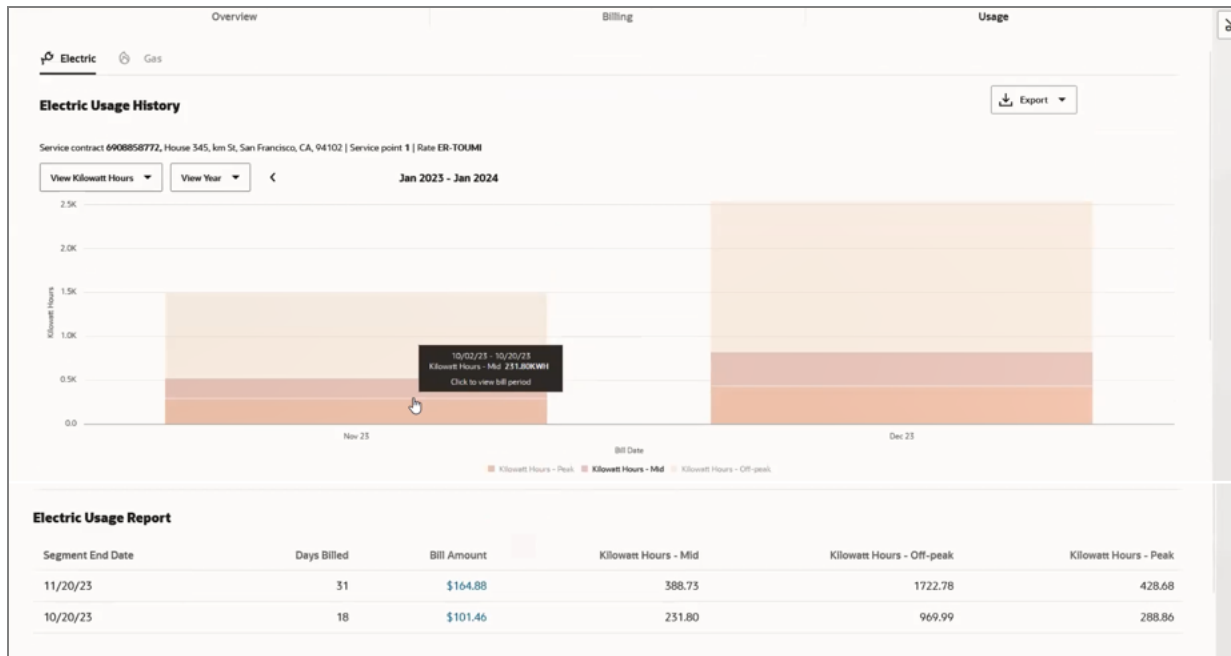 Overview Billing Usage
Electric Gas
Electric Usage History
Export
Service contract 6908858772, House 345, km St, San Francisco, CA, 94102 | Service point 1 | Rate ER-TOUMI
View Kilowatt Hours View Year Jan 2023 - Jan 2024
2.5K
2.0K
1.5K
1.0K
0.5K
0.0
Kilowatt Hours
10/02/23 - 10/20/23
Kilowatt Hours - Mid 231.80KWH
Click to view bill period
Nov 23 Dec 23
Bill Date
Kilowatt Hours - Peak Kilowatt Hours - Mid Kilowatt Hours - Off-peak
Electric Usage Report
Segment End Date Days Billed Bill Amount Kilowatt Hours - Mid Kilowatt Hours - Off-peak Kilowatt Hours - Peak
11/20/23 31 $164.88 388.73 1722.78 428.68
10/20/23 18 $101.46 231.80 969.99 288.86